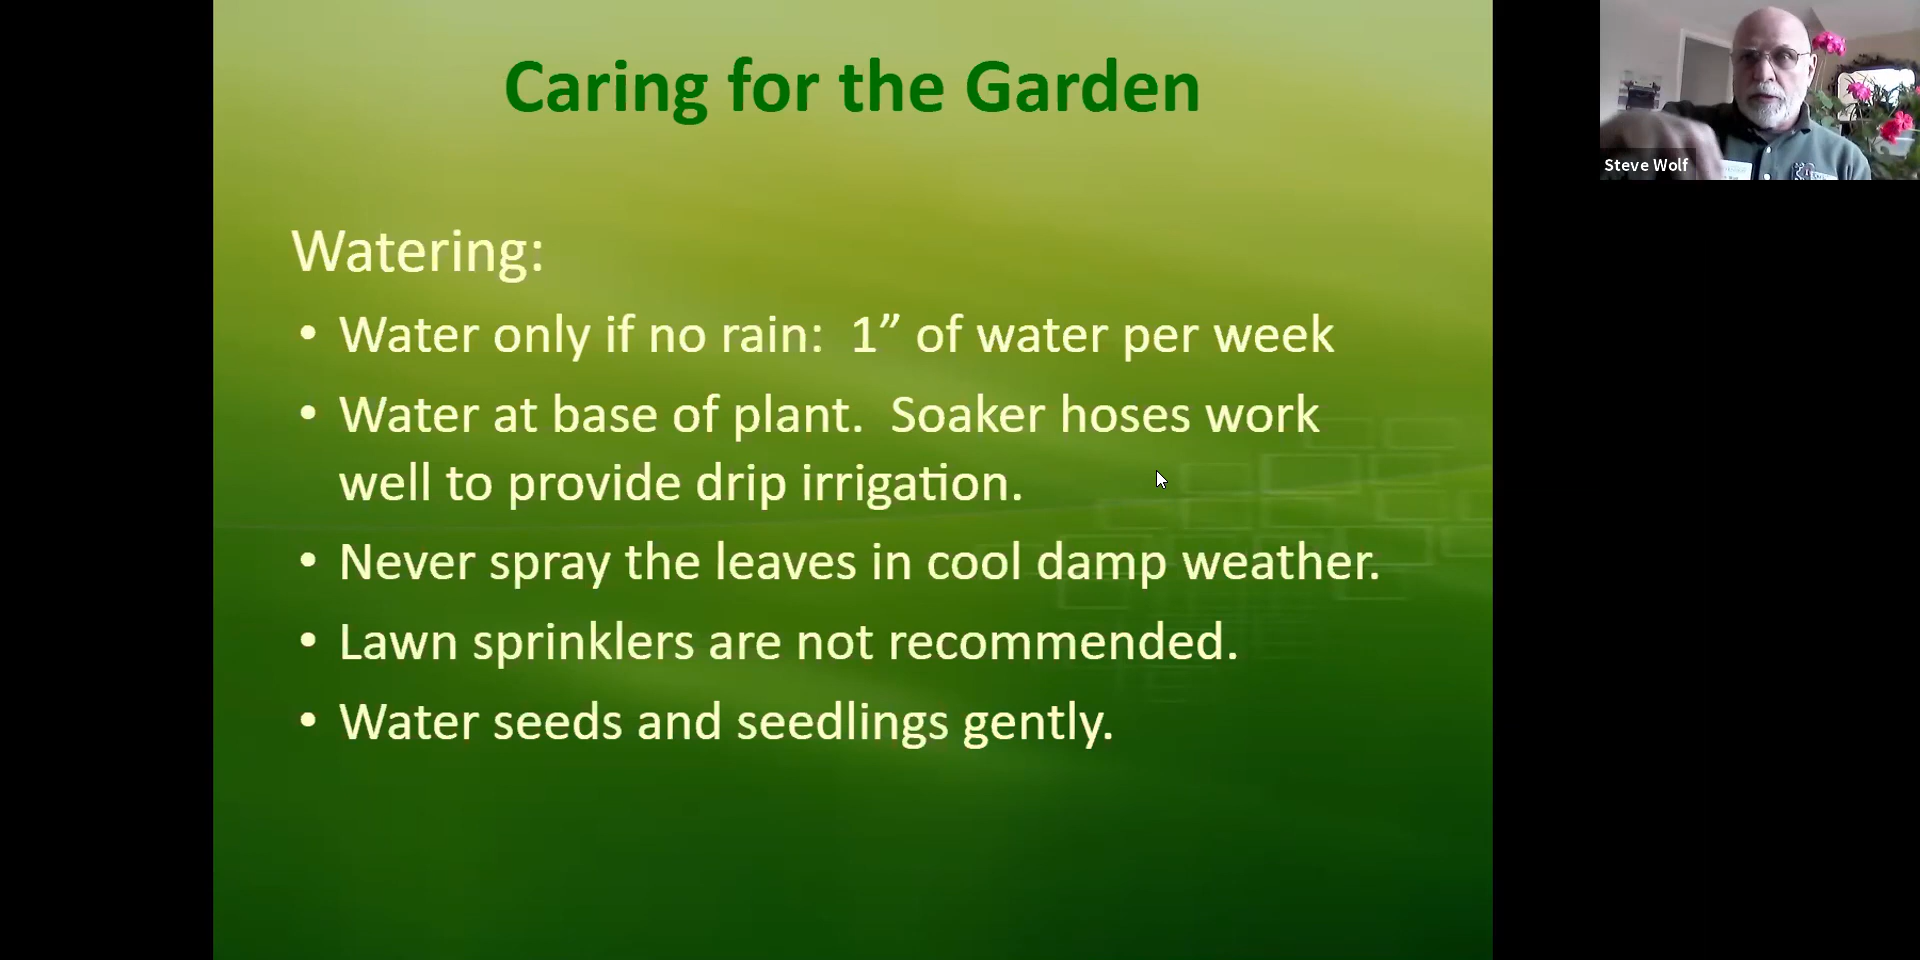 Caring for the Garden
Steve Wolf
Watering:
• Water only if no rain:  1” of water per week
• Water at base of plant.  Soaker hoses work
well to provide drip irrigation.
• Never spray the leaves in cool damp weather.
• Lawn sprinklers are not recommended.
• Water seeds and seedlings gently.